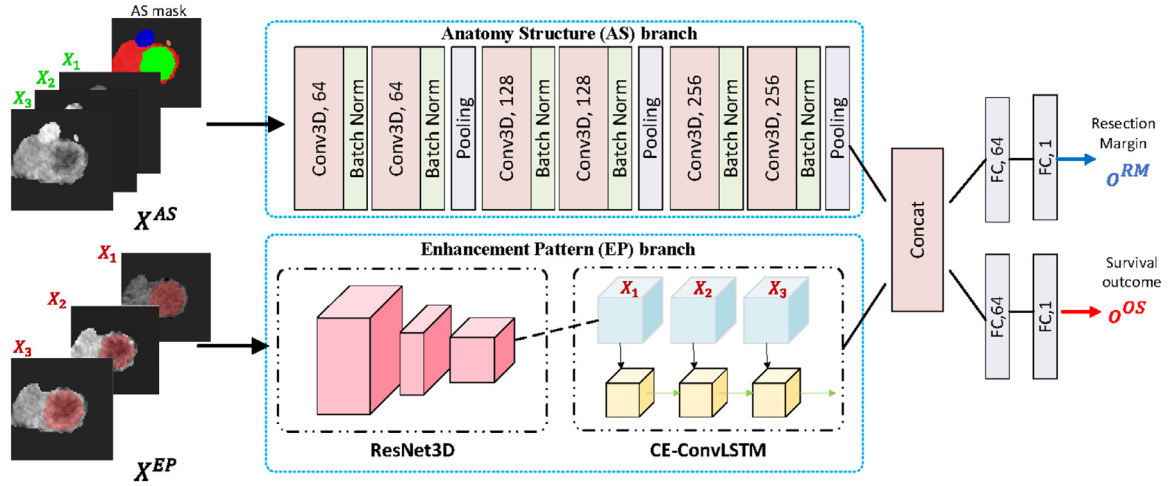 AS mask
X₁
X₂
X₃
X^AS
Anatomy Structure (AS) branch
Conv3D, 64
Batch Norm
Conv3D, 64
Batch Norm
Pooling
Conv3D, 128
Batch Norm
Conv3D, 128
Batch Norm
Pooling
Conv3D, 256
Batch Norm
Conv3D, 256
Batch Norm
Pooling
X₁
X₂
X₃
X^EP
Enhancement Pattern (EP) branch
ResNet3D
X₁
X₂
X₃
CE-ConvLSTM
Concat
FC, 64
FC, 1
Resection
Margin
O^RM
FC,64
FC,1
Survival
outcome
O^OS